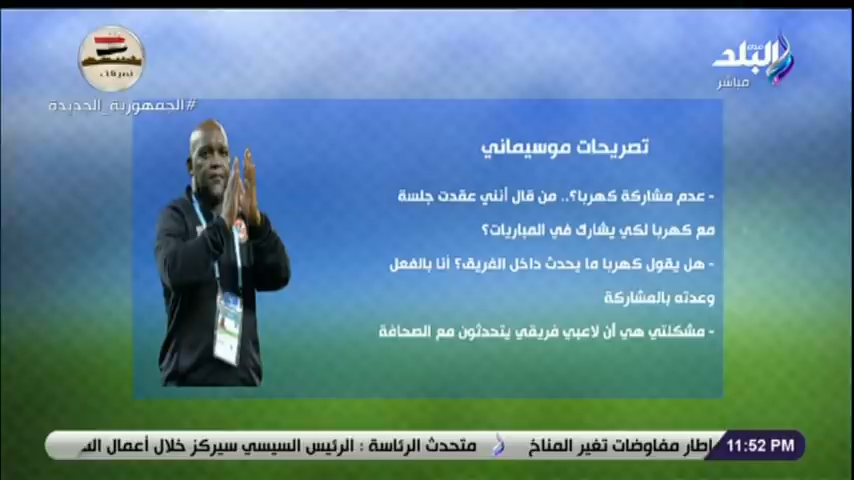 صدى
البلد
مباشر
#الجمهورية_الجديدة
تصريحات موسيماني
- عدم مشاركة كهربا؟.. من قال أنني عقدت جلسة
مع كهربا لكي يشارك في المباريات؟
- هل يقول كهربا ما يحدث داخل الفريق؟ أنا بالفعل
وعدته بالمشاركة
- مشكلتي هي أن لاعبي فريقي يتحدثون مع الصحافة
11:52 PM
إطار مفاوضات تغير المناخ متحدث الرئاسة : الرئيس السيسي سيركز خلال أعمال